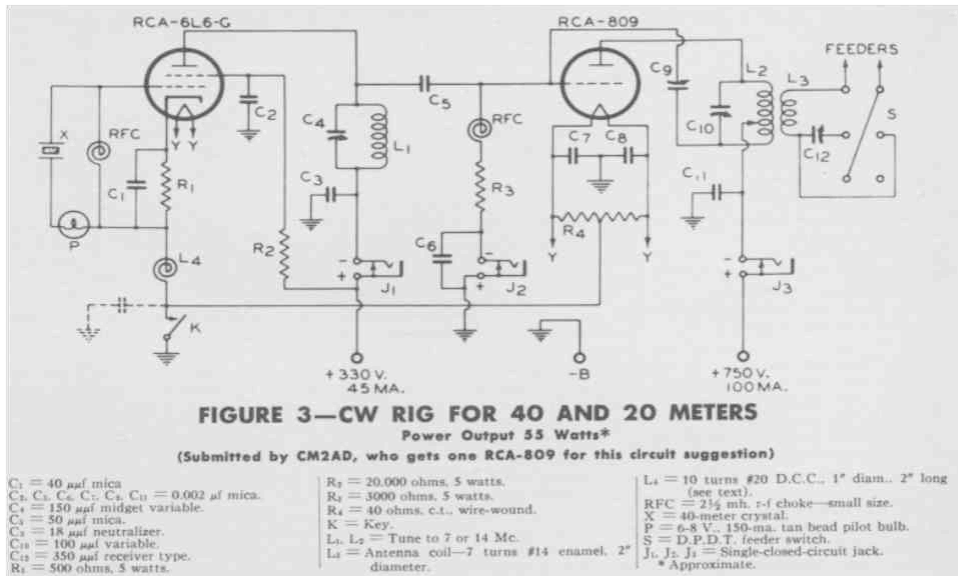 RCA-6L6-G
RCA-809
FEEDERS
X
RFC
C1
R1
P
L4
K
Y Y
C2
R2
C4
L1
C3
J1
- +
C5
RFC
R3
C6
J2
- +
C7
C8
R4
Y
Y
C9
C10
L2
L3
C11
C12
S
J3
- +
+330 V.
45 MA.
-B
+750 V.
100 MA.
FIGURE 3—CW RIG FOR 40 AND 20 METERS
Power Output 55 Watts*
(Submitted by CM2AD, who gets one RCA-809 for this circuit suggestion)
C1 = 40 μμf mica
C2, C3, C6, C7, C8, C11 = 0.002 μf mica.
C4 = 150 μμf midget variable.
C5 = 50 μμf mica.
C9 = 18 μμf neutralizer.
C10 = 100 μμf variable.
C12 = 350 μμf receiver type.
R1 = 500 ohms, 5 watts.
R2 = 20,000 ohms, 5 watts.
R3 = 3000 ohms, 5 watts.
R4 = 40 ohms, c.t., wire-wound.
K = Key.
L1, L2 = Tune to 7 or 14 Mc.
L3 = Antenna coil—7 turns #14 enamel, 2"
diameter.
L4 = 10 turns #20 D.C.C., 1" diam., 2" long
(see text).
RFC = 2½ mh. r-f choke—small size.
X = 40-meter crystal.
P = 6-8 V., 150-ma. tan bead pilot bulb.
S = D.P.D.T. feeder switch.
J1, J2, J3 = Single-closed-circuit jack.
* Approximate.